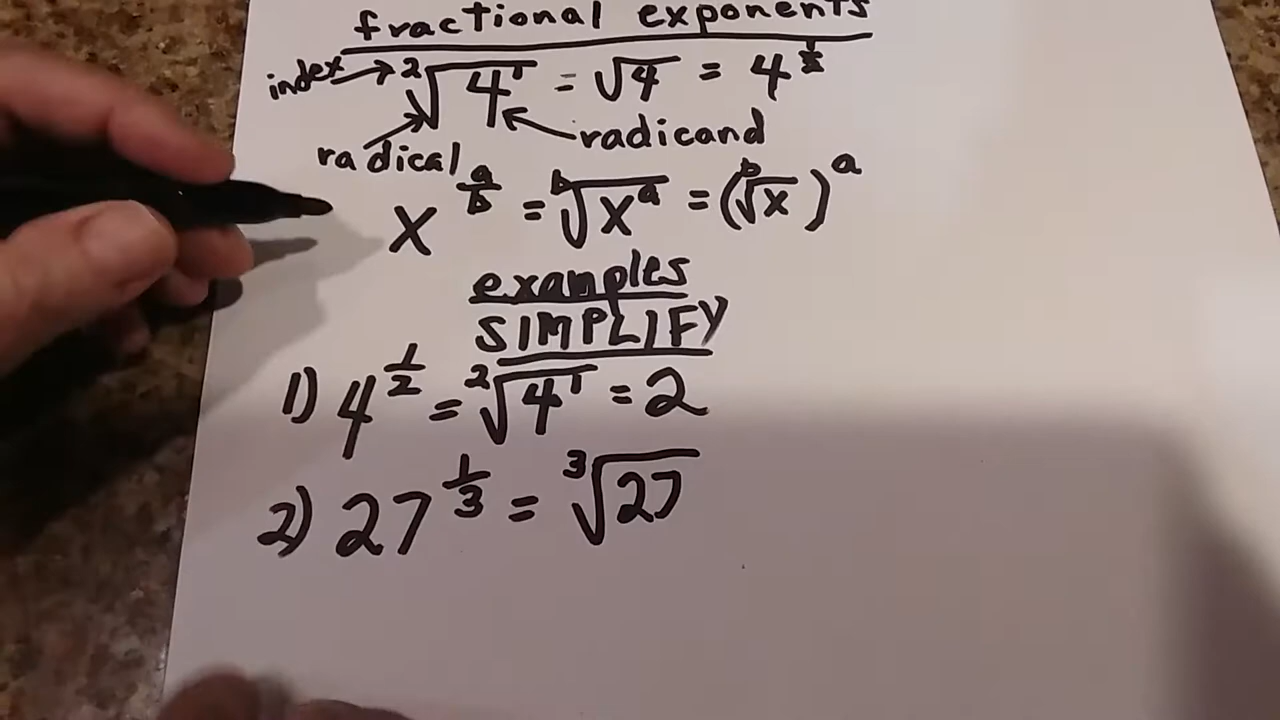 fractional exponents
index → ²√4¹ = √4 = 4^(1/2)
radical radicand
x^(a/b) = ᵇ√xᵃ = (ᵇ√x)ᵃ
examples
SIMPLIFY
1) 4^(1/2) = ²√4¹ = 2
2) 27^(1/3) = ³√27